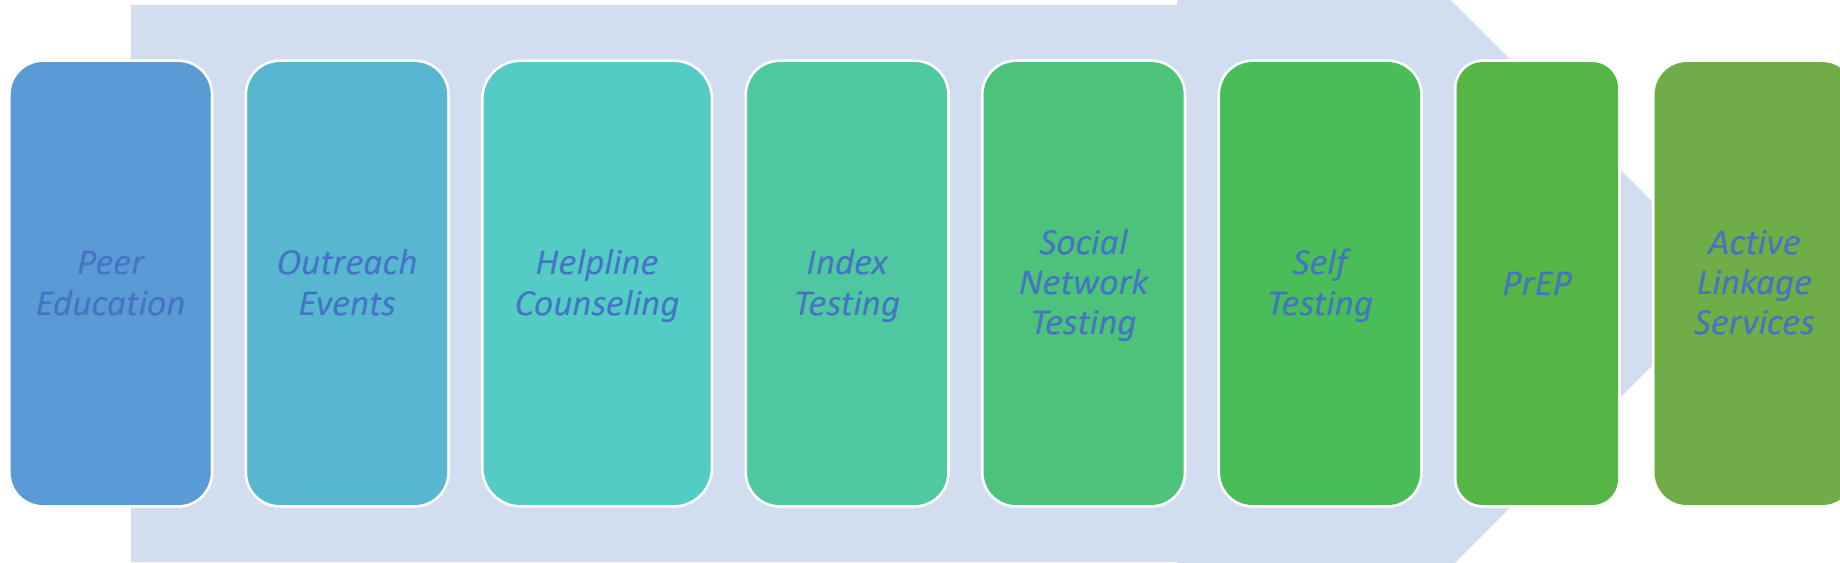 Peer
Education
Outreach
Events
Helpline
Counseling
Index
Testing
Social
Network
Testing
Self
Testing
PrEP
Active
Linkage
Services